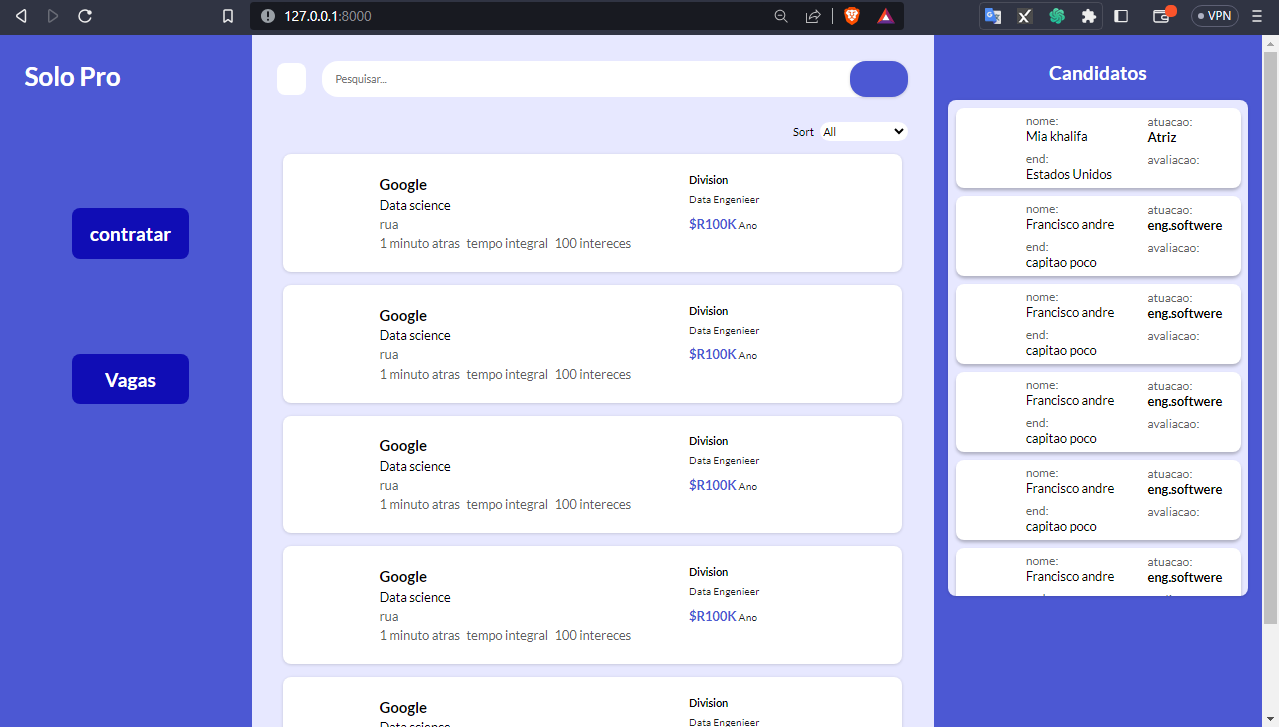 127.0.0.1:8000
VPN
Solo Pro
contratar
Vagas
Pesquisar...
Sort All
Google
Data science
rua
1 minuto atras tempo integral 100 intereces
Division
Data Engenieer
$R100K Ano
Google
Data science
rua
1 minuto atras tempo integral 100 intereces
Division
Data Engenieer
$R100K Ano
Google
Data science
rua
1 minuto atras tempo integral 100 intereces
Division
Data Engenieer
$R100K Ano
Google
Data science
rua
1 minuto atras tempo integral 100 intereces
Division
Data Engenieer
$R100K Ano
Google
Data science
Division
Data Engenieer
Candidatos
nome:
Mia khalifa
atuacao:
Atriz
end:
Estados Unidos
avaliacao:
nome:
Francisco andre
atuacao:
eng.softwere
end:
capitao poco
avaliacao:
nome:
Francisco andre
atuacao:
eng.softwere
end:
capitao poco
avaliacao:
nome:
Francisco andre
atuacao:
eng.softwere
end:
capitao poco
avaliacao:
nome:
Francisco andre
atuacao:
eng.softwere
end:
capitao poco
avaliacao:
nome:
Francisco andre
atuacao:
eng.softwere